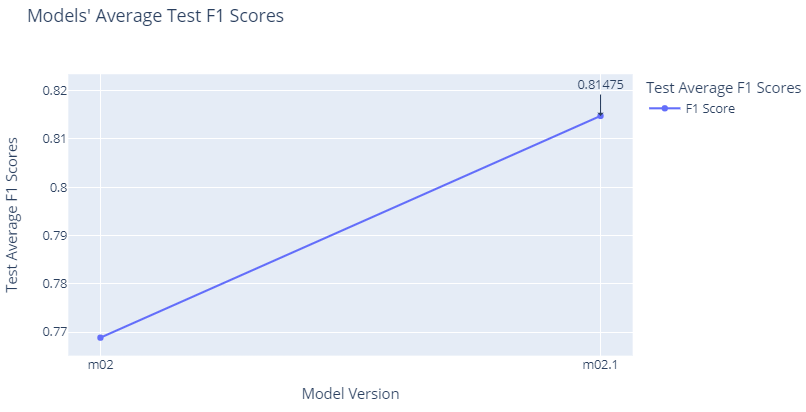 Models' Average Test F1 Scores
0.81475
Test Average F1 Scores
F1 Score
0.82
0.81
0.8
0.79
0.78
0.77
Test Average F1 Scores
m02
m02.1
Model Version